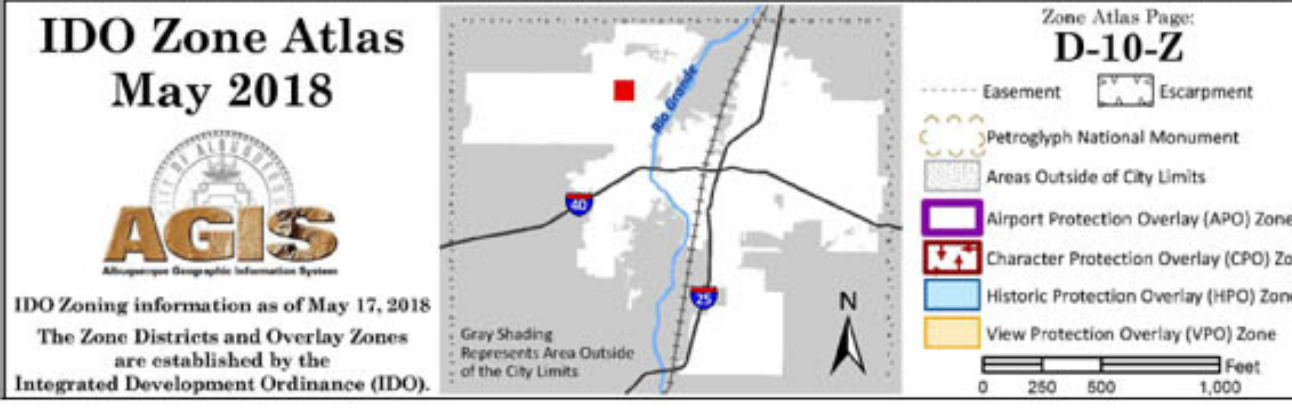 IDO Zone Atlas
May 2018
AGIS
Albuquerque Geographic Information System
IDO Zoning information as of May 17, 2018
The Zone Districts and Overlay Zones
are established by the
Integrated Development Ordinance (IDO).
Rio Grande
40
25
N
Gray Shading
Represents Area Outside
of the City Limits
Zone Atlas Page:
D-10-Z
Easement
Escarpment
Petroglyph National Monument
Areas Outside of City Limits
Airport Protection Overlay (APO) Zone
Character Protection Overlay (CPO) Zo
Historic Protection Overlay (HPO) Zone
View Protection Overlay (VPO) Zone
Feet
0 250 500 1,000